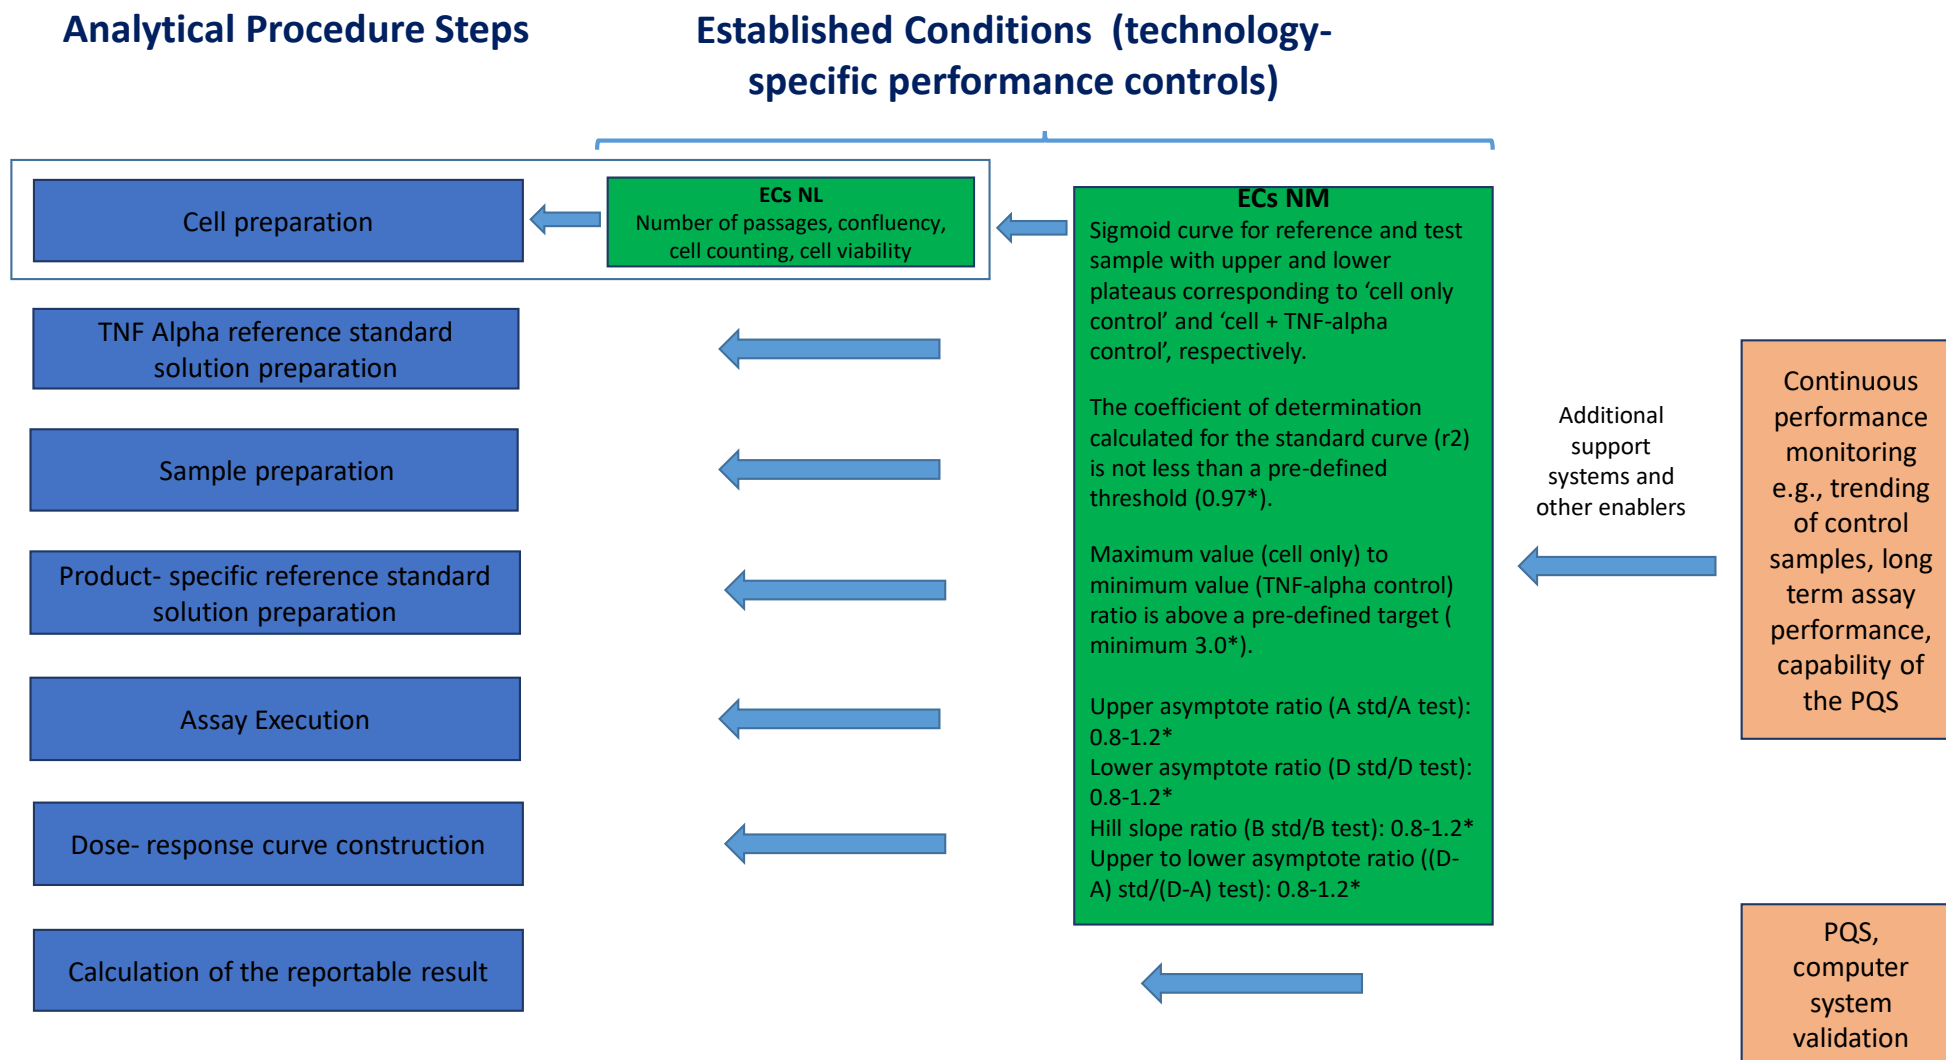 Analytical Procedure Steps
Established Conditions (technology-
specific performance controls)
Cell preparation
ECs NL
Number of passages, confluency,
cell counting, cell viability
TNF Alpha reference standard
solution preparation
Sample preparation
Product- specific reference standard
solution preparation
Assay Execution
Dose- response curve construction
Calculation of the reportable result
ECs NM
Sigmoid curve for reference and test
sample with upper and lower
plateaus corresponding to ‘cell only
control’ and ‘cell + TNF-alpha
control’, respectively.
The coefficient of determination
calculated for the standard curve (r2)
is not less than a pre-defined
threshold (0.97*).
Maximum value (cell only) to
minimum value (TNF-alpha control)
ratio is above a pre-defined target (
minimum 3.0*).
Upper asymptote ratio (A std/A test):
0.8-1.2*
Lower asymptote ratio (D std/D test):
0.8-1.2*
Hill slope ratio (B std/B test): 0.8-1.2*
Upper to lower asymptote ratio ((D-
A) std/(D-A) test): 0.8-1.2*
Additional
support
systems and
other enablers
Continuous
performance
monitoring
e.g., trending
of control
samples, long
term assay
performance,
capability of
the PQS
PQS,
computer
system
validation